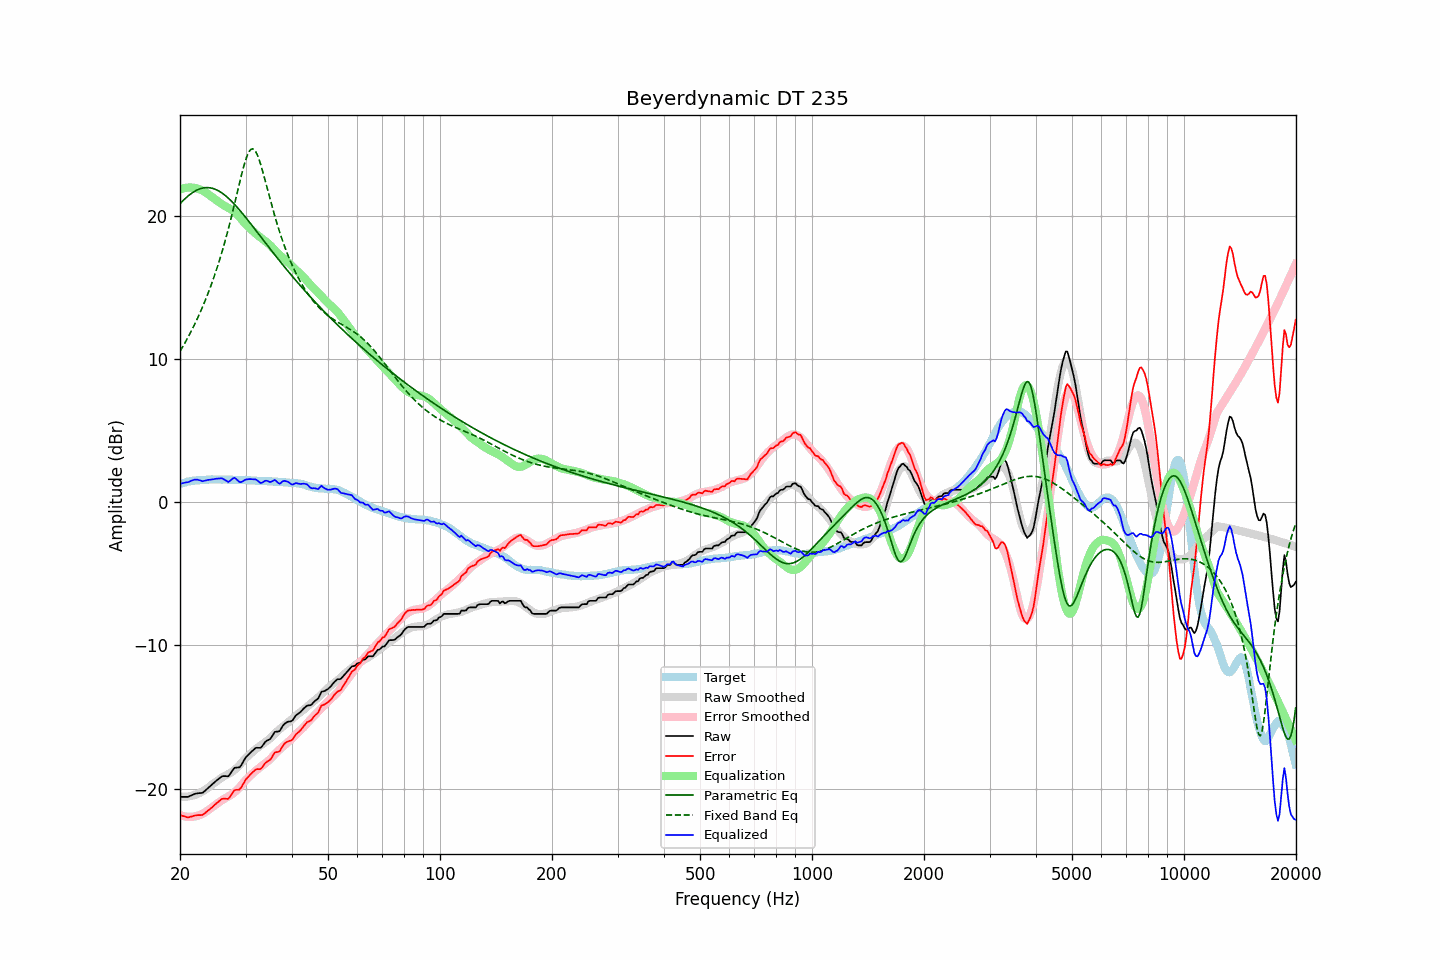 Beyerdynamic DT 235
Amplitude (dBr)
20
10
0
−10
−20
Target
Raw Smoothed
Error Smoothed
Raw
Error
Equalization
Parametric Eq
Fixed Band Eq
Equalized
20 50 100 200 500 1000 2000 5000 10000 20000
Frequency (Hz)